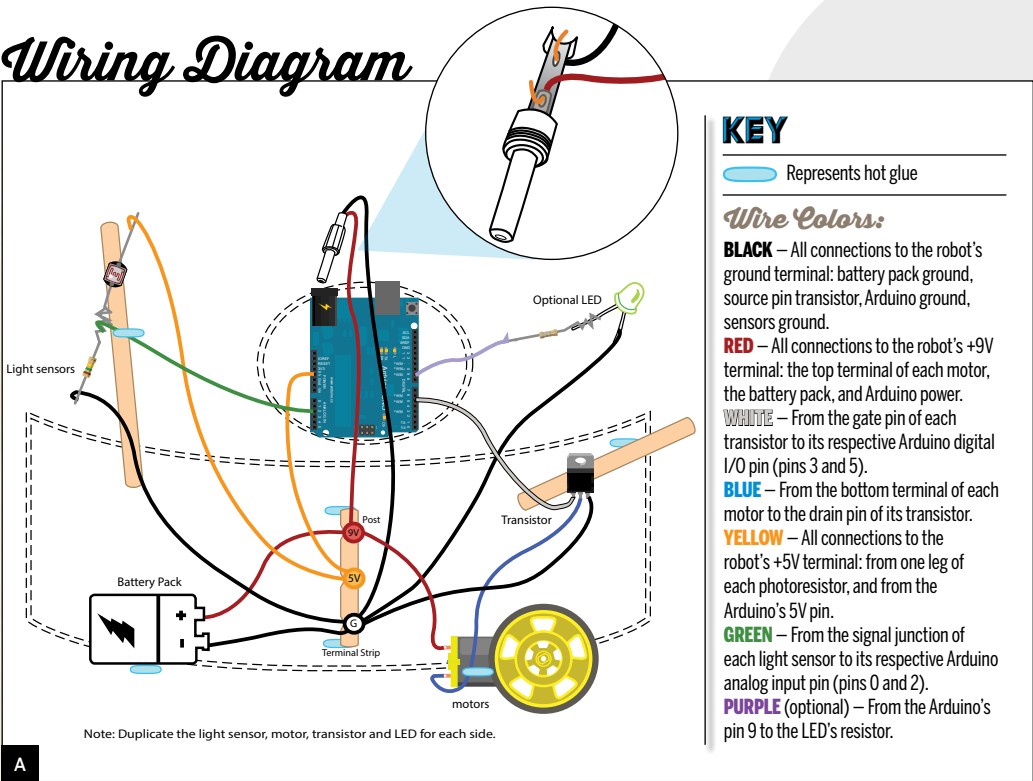 Wiring Diagram
Light sensors
Optional LED
Transistor
Post
9V
5V
G
Battery Pack
+
-
Terminal Strip
motors
Note: Duplicate the light sensor, motor, transistor and LED for each side.
A
KEY
Represents hot glue
Wire Colors:
BLACK – All connections to the robot's
ground terminal: battery pack ground,
source pin transistor, Arduino ground,
sensors ground.
RED – All connections to the robot's +9V
terminal: the top terminal of each motor,
the battery pack, and Arduino power.
WHITE – From the gate pin of each
transistor to its respective Arduino digital
I/O pin (pins 3 and 5).
BLUE – From the bottom terminal of each
motor to the drain pin of its transistor.
YELLOW – All connections to the
robot's +5V terminal: from one leg of
each photoresistor, and from the
Arduino's 5V pin.
GREEN – From the signal junction of
each light sensor to its respective Arduino
analog input pin (pins 0 and 2).
PURPLE (optional) – From the Arduino's
pin 9 to the LED's resistor.